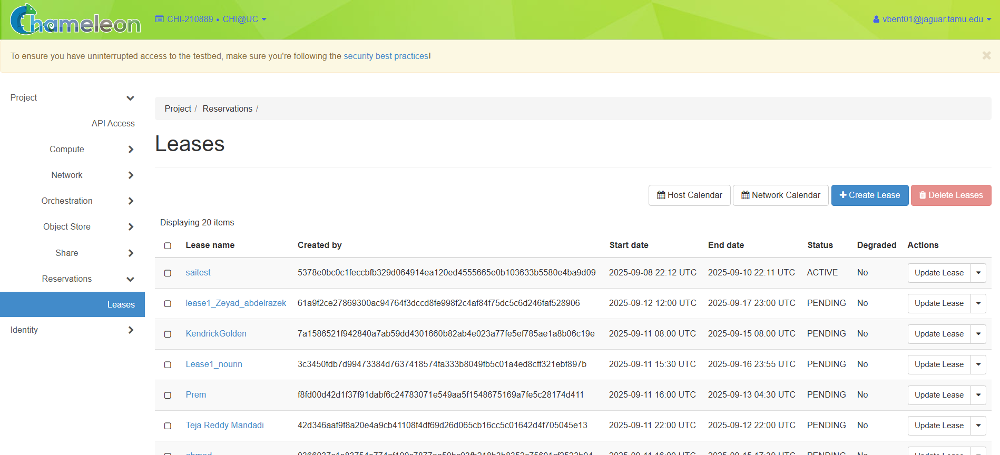 Chameleon
CHI-210889 • CHI@UC
vbent01@jaguar.tamu.edu
To ensure you have uninterrupted access to the testbed, make sure you're following the security best practices!
Project
API Access
Compute
Network
Orchestration
Object Store
Share
Reservations
Leases
Identity
Project / Reservations /
Leases
Host Calendar Network Calendar Create Lease Delete Leases
Displaying 20 items
Lease name Created by Start date End date Status Degraded Actions
saitest 5378e0bc0c1feccbfb329d064914ea120ed4555665e0b103633b5580e4ba9d09 2025-09-08 22:12 UTC 2025-09-10 22:11 UTC ACTIVE No Update Lease
lease1_Zeyad_abdelrazek 61a9f2ce27869300ac94764f3dccd8fe998f2c4af84f75dc5c6d246faf528906 2025-09-12 12:00 UTC 2025-09-17 23:00 UTC PENDING No Update Lease
KendrickGolden 7a1586521f942840a7ab59dd4301660b82ab4e023a77fe5ef785ae1a8b06c19e 2025-09-11 08:00 UTC 2025-09-15 08:00 UTC PENDING No Update Lease
Lease1_nourin 3c3450fdb7d99473384d7637418574fa333b8049fb5c01a4ed8cff321ebf897b 2025-09-11 15:30 UTC 2025-09-16 23:55 UTC PENDING No Update Lease
Prem f8fd00d42d1f37f91dabf6c24783071e549aa5f1548675169a7fe5c28174d411 2025-09-11 16:00 UTC 2025-09-13 04:30 UTC PENDING No Update Lease
Teja Reddy Mandadi 42d346aaf9f8a20e4a9cb41108f4df69d26d065cb16cc5c01642d4f705045e13 2025-09-11 22:00 UTC 2025-09-12 22:00 UTC PENDING No Update Lease